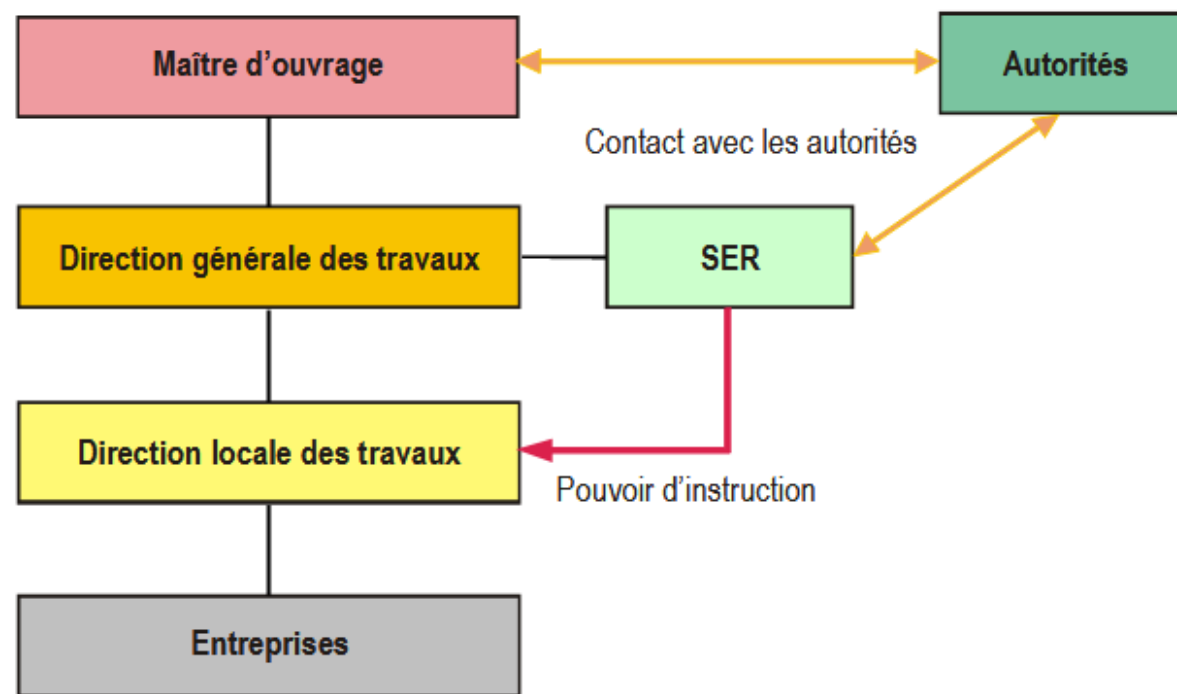 Maître d’ouvrage
Autorités
Contact avec les autorités
Direction générale des travaux
SER
Direction locale des travaux
Pouvoir d’instruction
Entreprises